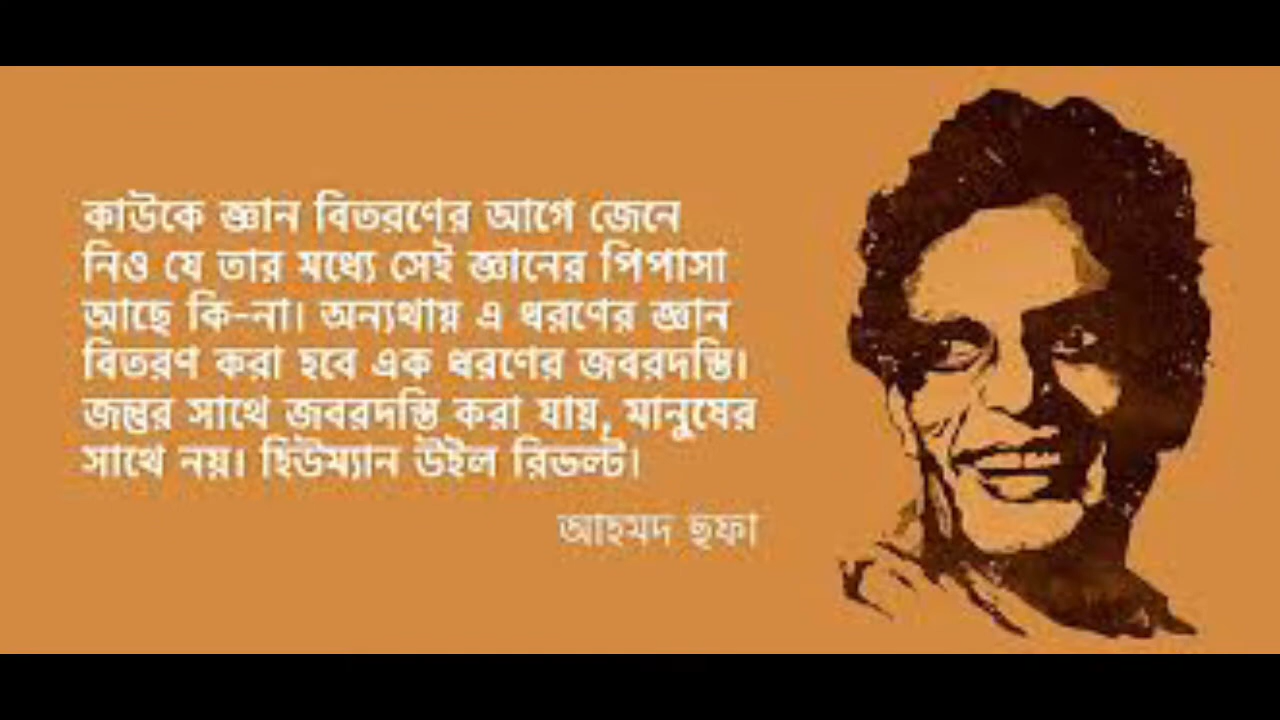 কাউকে জ্ঞান বিতরণের আগে জেনে
নিও যে তার মধ্যে সেই জ্ঞানের পিপাসা
আছে কি-না। অন্যথায় এ ধরণের জ্ঞান
বিতরণ করা হবে এক ধরণের জবরদস্তি।
জন্তুর সাথে জবরদস্তি করা যায়, মানুষের
সাথে নয়। হিউম্যান উইল রিভল্ট।
আহমদ ছফা